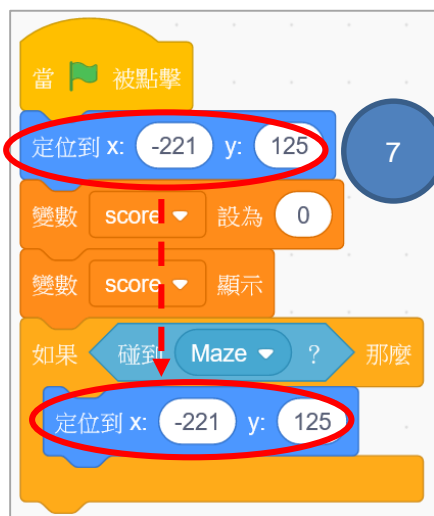 當 被點擊
定位到 x: -221 y: 125
7
變數 score 設為 0
變數 score 顯示
如果 碰到 Maze ? 那麼
定位到 x: -221 y: 125